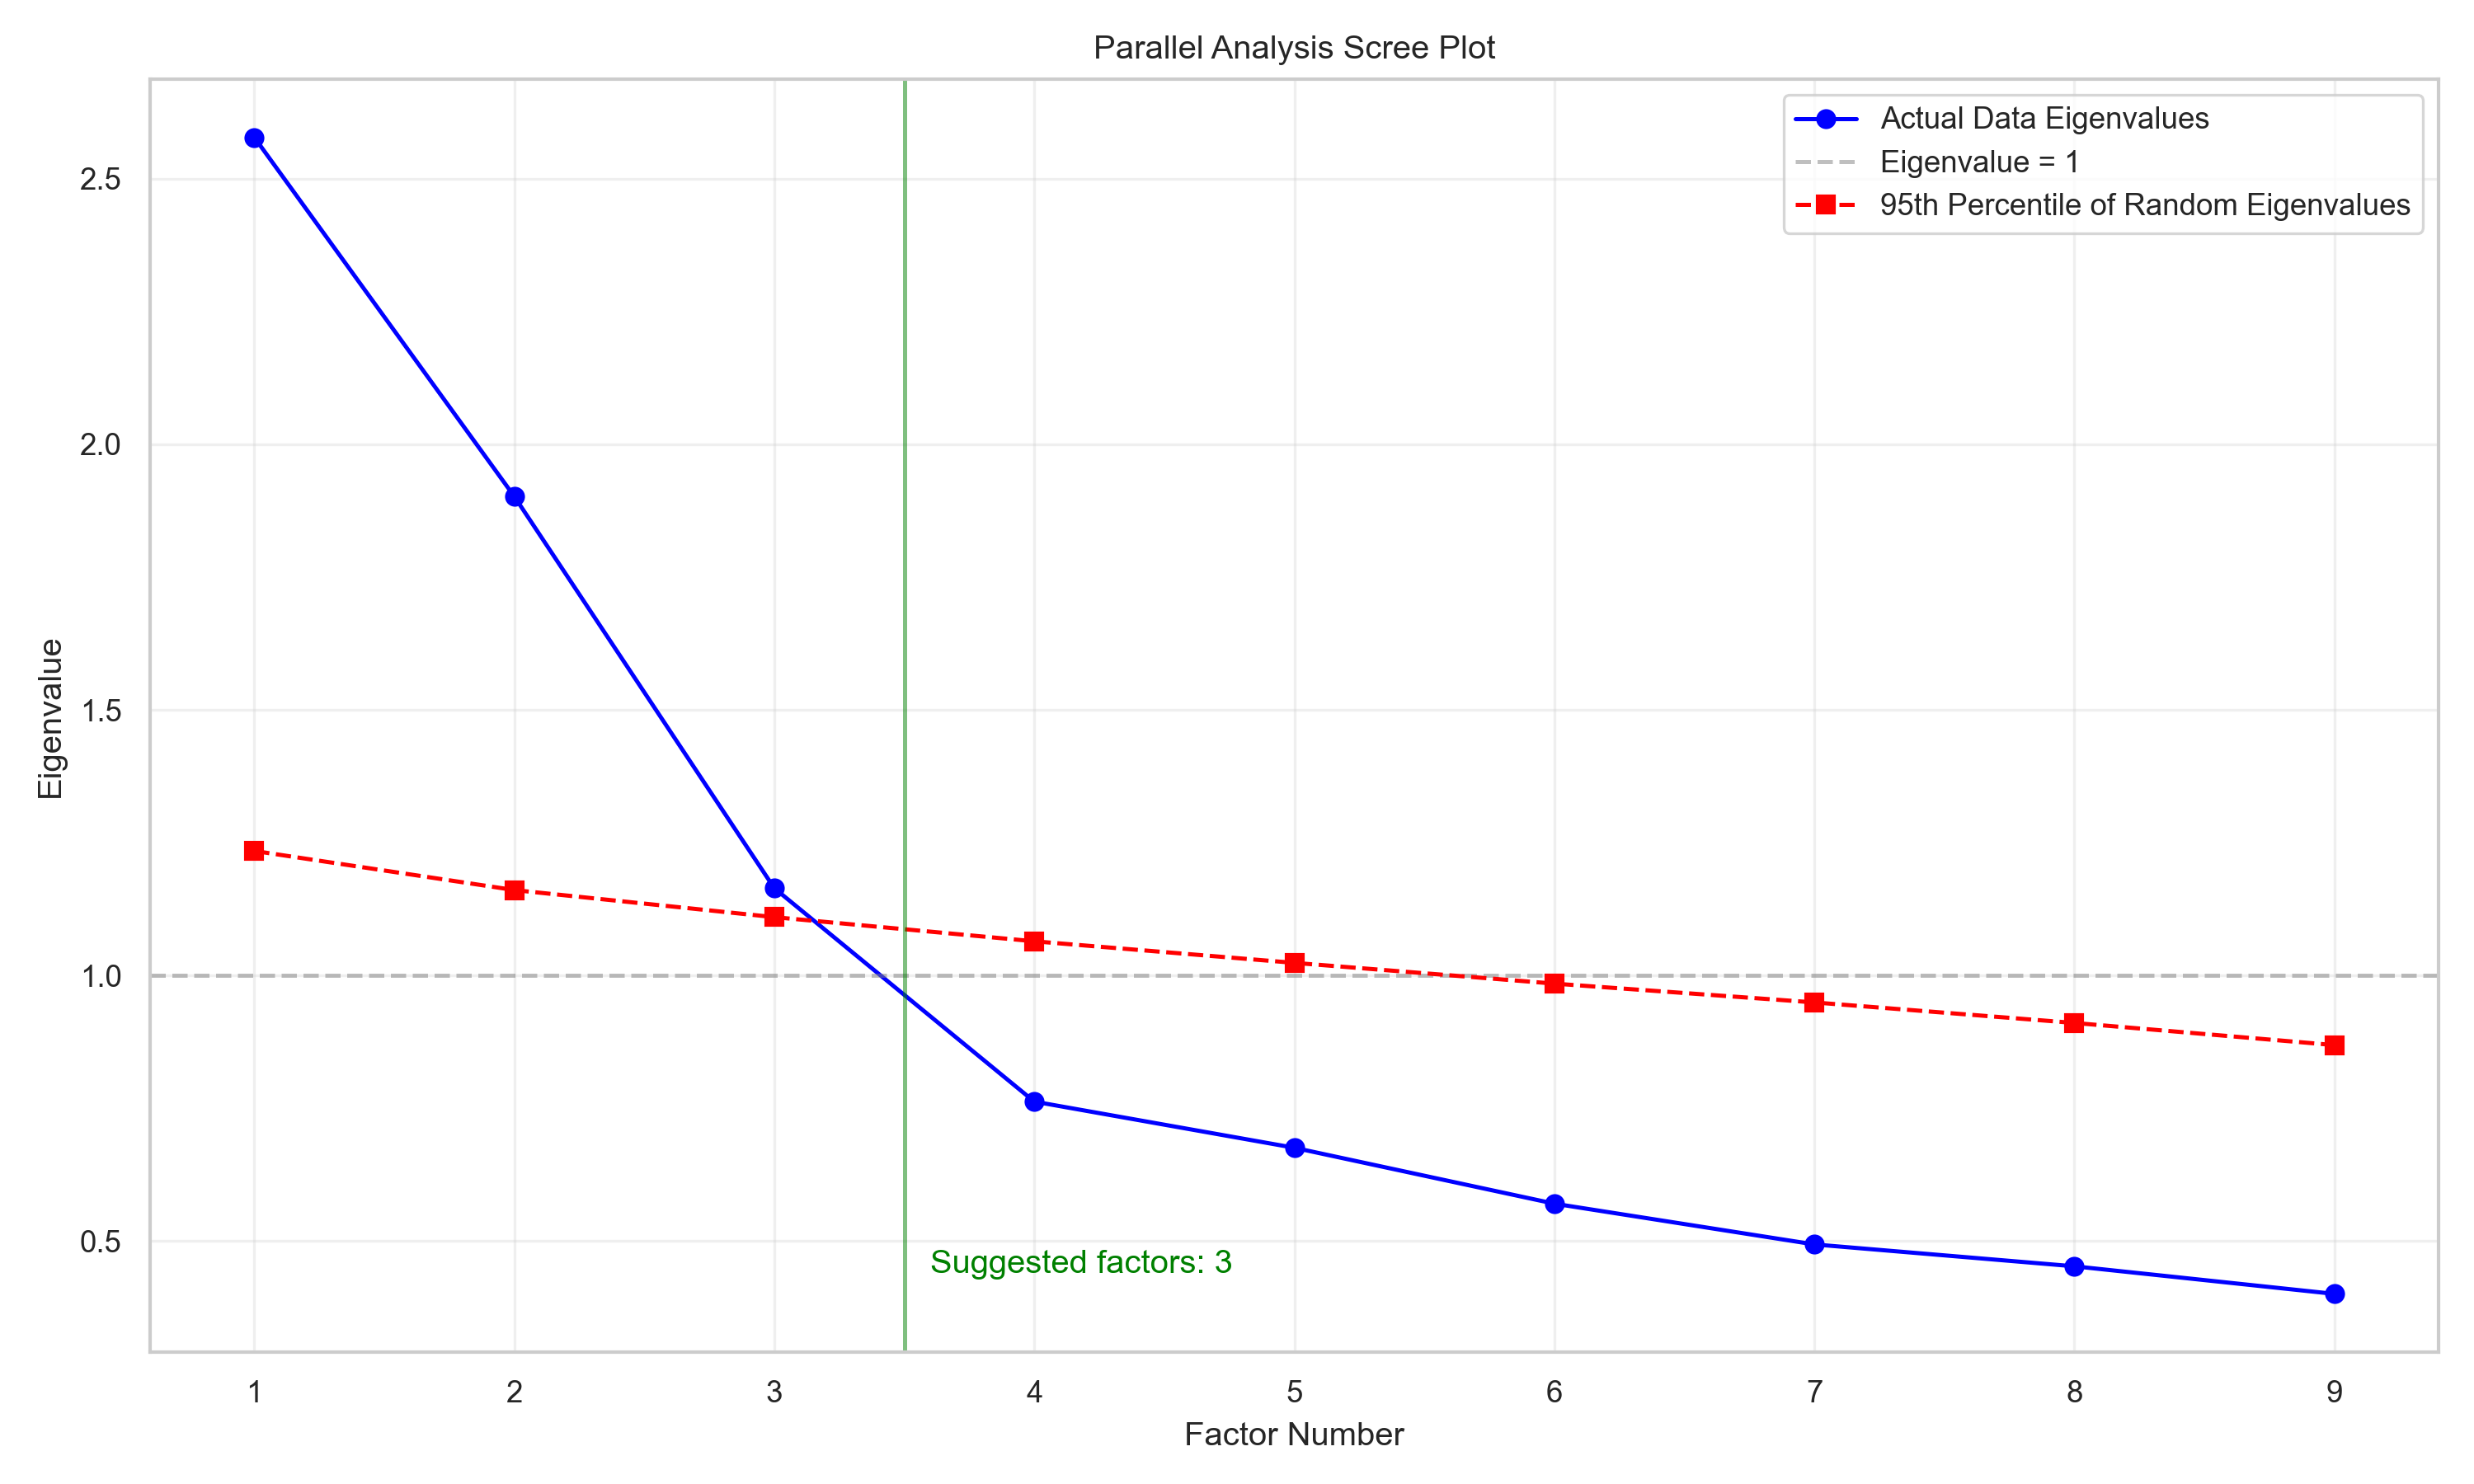 Parallel Analysis Scree Plot
Actual Data Eigenvalues
Eigenvalue = 1
95th Percentile of Random Eigenvalues
2.5
2.0
1.5
1.0
0.5
Eigenvalue
Suggested factors: 3
1 2 3 4 5 6 7 8 9
Factor Number